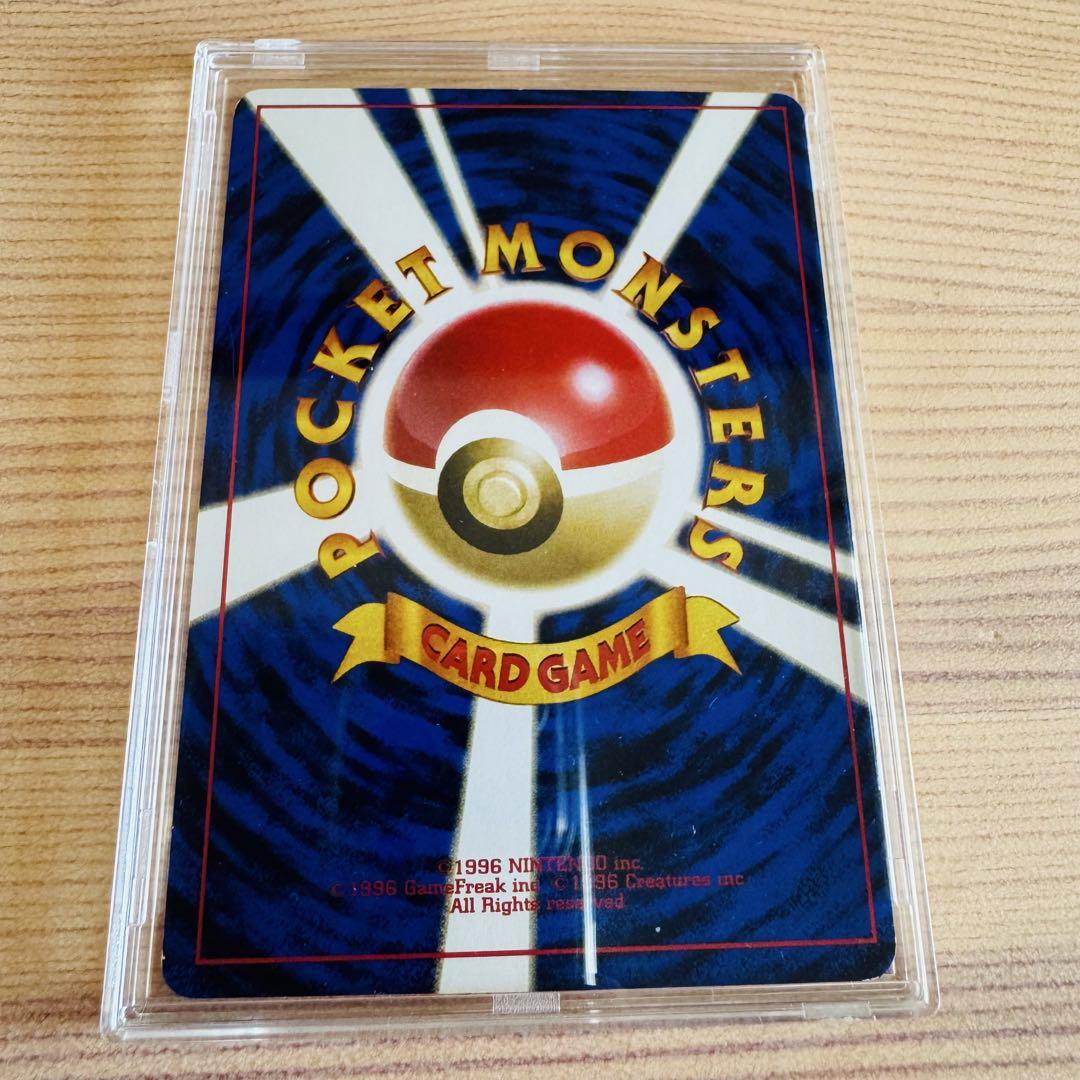 POCKET MONSTERS
CARD GAME
©1996 NINTENDO inc.
©1996 GameFreak inc ©1996 Creatures inc
All Rights reserved